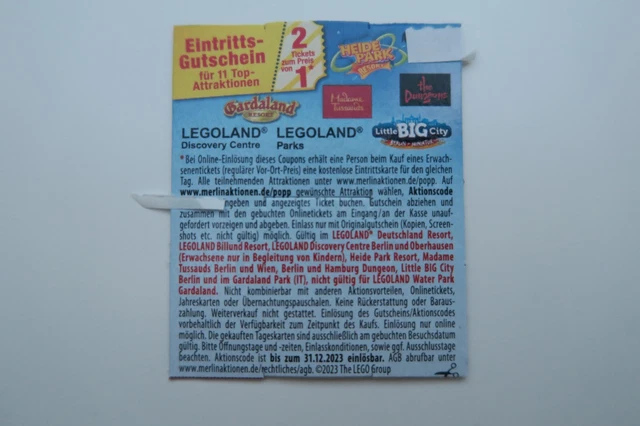 Eintritts-
Gutschein
für 11 Top-
Attraktionen
2
Tickets
zum Preis
von 1*
HEIDE
PARK
RESORT
Gardaland
RESORT
Madame
Tussauds
the
Dungeons
LEGOLAND®
Discovery Centre
LEGOLAND®
Parks
Little BIG City
*Bei Online-Einlösung dieses Coupons erhält eine Person beim Kauf eines Erwach-
senentickets (regulärer Vor-Ort-Preis) eine kostenlose Eintrittskarte für den gleichen
Tag. Alle teilnehmenden Attraktionen unter www.merlinaktionen.de/popp. Auf
www.merlinaktionen.de/popp gewünschte Attraktion wählen, Aktionscode
geben und angezeigtes Ticket buchen. Gutschein abziehen und
zusammen mit den gebuchten Onlinetickets am Eingang/an der Kasse unauf-
gefordert vorzeigen und abgeben. Einlass nur mit Originalgutschein (Kopien, Screen-
shots etc. nicht gültig) möglich. Gültig im LEGOLAND® Deutschland Resort,
LEGOLAND Billund Resort, LEGOLAND Discovery Centre Berlin und Oberhausen
(Erwachsene nur in Begleitung von Kindern), Heide Park Resort, Madame
Tussauds Berlin und Wien, Berlin und Hamburg Dungeon, Little BIG City
Berlin und im Gardaland Park (IT), nicht gültig für LEGOLAND Water Park
Gardaland. Nicht kombinierbar mit anderen Aktionsvorteilen, Onlinetickets,
Jahreskarten oder Übernachtungspauschalen. Keine Rückerstattung oder Baraus-
zahlung. Weiterverkauf nicht gestattet. Einlösung des Gutscheins/Aktionscodes
vorbehaltlich der Verfügbarkeit zum Zeitpunkt des Kaufs. Einlösung nur online
möglich. Die gekauften Tageskarten sind ausschließlich am gebuchten Besuchsdatum
gültig. Bitte Öffnungstage und -zeiten, Einlasskonditionen, sowie ggf. Ausschlusstage
beachten. Aktionscode ist bis zum 31.12.2023 einlösbar. AGB abrufbar unter
www.merlinaktionen.de/rechtliches/agb. ©2023 The LEGO Group